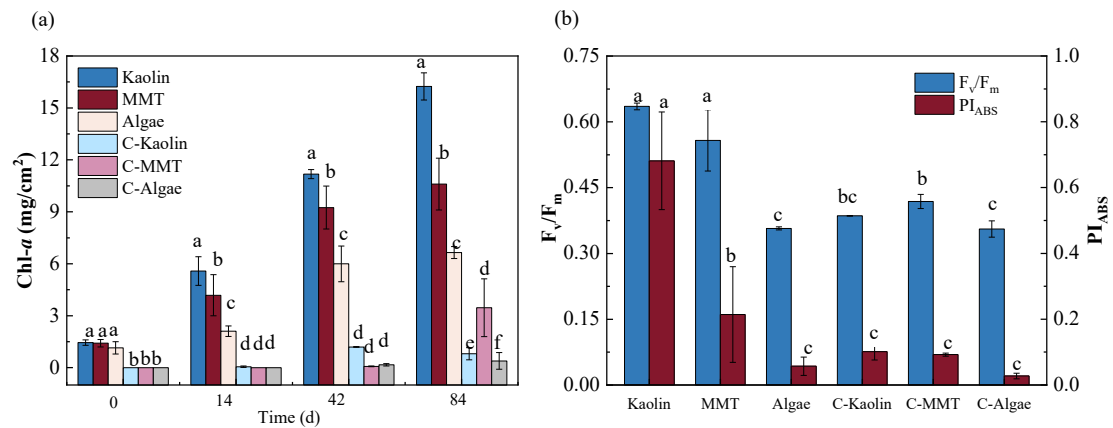 (a)
Chl-a (mg/cm²)
18
15
12
9
6
3
0
Kaolin
MMT
Algae
C-Kaolin
C-MMT
C-Algae
a a a b b b
a b c d d d
a b c d d d
a b c e d f
0 14 42 84
Time (d)
(b)
Fv/Fm
0.75
0.60
0.45
0.30
0.15
0.00
Fv/Fm
PIABS
a a
a b
c c
bc c
b c
c c
Kaolin MMT Algae C-Kaolin C-MMT C-Algae
1.0
0.8
0.6
0.4
0.2
0.0
PIABS